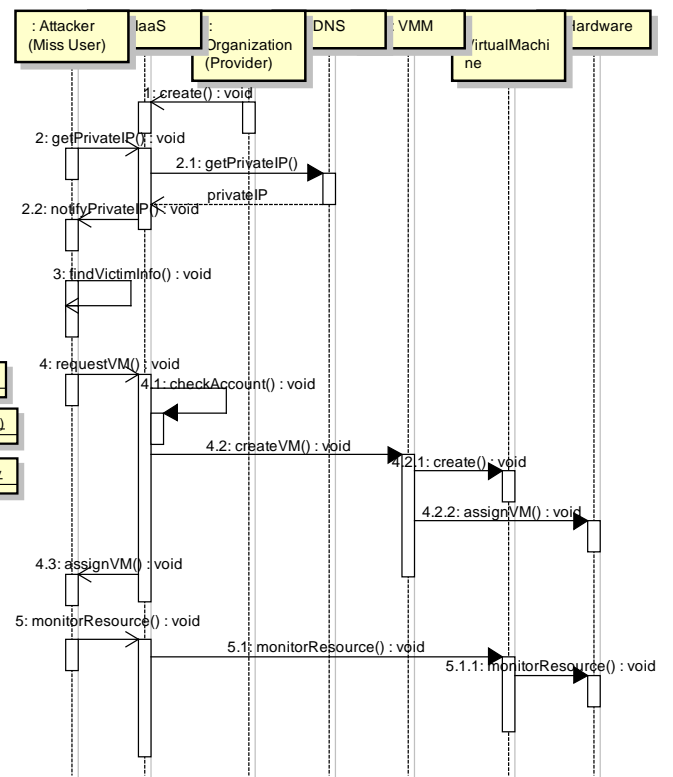 : Attacker
(Miss User)
IaaS
:
Organization
(Provider)
DNS
: VMM
VirtualMachi
ne
Hardware
1: create() : void
2: getPrivateIP() : void
2.1: getPrivateIP()
privateIP
2.2: notifyPrivateIP() : void
3: findVictimInfo() : void
4: requestVM() : void
4.1: checkAccount() : void
4.2: createVM() : void
4.2.1: create() : void
4.2.2: assignVM() : void
4.3: assignVM() : void
5: monitorResource() : void
5.1: monitorResource() : void
5.1.1: monitorResource() : void